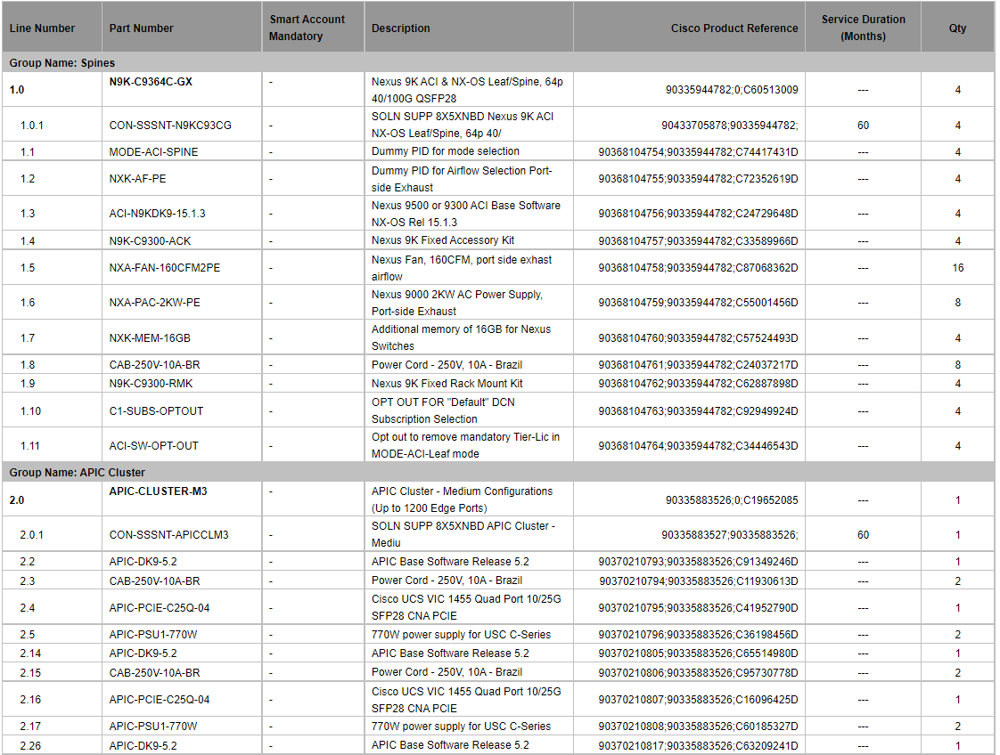 Line Number Part Number Smart Account Mandatory Description Cisco Product Reference Service Duration (Months) Qty
Group Name: Spines
1.0 N9K-C9364C-GX - Nexus 9K ACI & NX-OS Leaf/Spine, 64p 40/100G QSFP28 90335944782;0;C60513009 --- 4
1.0.1 CON-SSSNT-N9KC93CG - SOLN SUPP 8X5XNBD Nexus 9K ACI NX-OS Leaf/Spine, 64p 40/ 90433705878;90335944782; 60 4
1.1 MODE-ACI-SPINE - Dummy PID for mode selection 90368104754;90335944782;C74417431D --- 4
1.2 NXK-AF-PE - Dummy PID for Airflow Selection Port-side Exhaust 90368104755;90335944782;C72352619D --- 4
1.3 ACI-N9KDK9-15.1.3 - Nexus 9500 or 9300 ACI Base Software NX-OS Rel 15.1.3 90368104756;90335944782;C24729648D --- 4
1.4 N9K-C9300-ACK - Nexus 9K Fixed Accessory Kit 90368104757;90335944782;C33589966D --- 4
1.5 NXA-FAN-160CFM2PE - Nexus Fan, 160CFM, port side exhast airflow 90368104758;90335944782;C87068362D --- 16
1.6 NXA-PAC-2KW-PE - Nexus 9000 2KW AC Power Supply, Port-side Exhaust 90368104759;90335944782;C55001456D --- 8
1.7 NXK-MEM-16GB - Additional memory of 16GB for Nexus Switches 90368104760;90335944782;C57524493D --- 4
1.8 CAB-250V-10A-BR - Power Cord - 250V, 10A - Brazil 90368104761;90335944782;C24037217D --- 8
1.9 N9K-C9300-RMK - Nexus 9K Fixed Rack Mount Kit 90368104762;90335944782;C62887898D --- 4
1.10 C1-SUBS-OPTOUT - OPT OUT FOR "Default" DCN Subscription Selection 90368104763;90335944782;C92949924D --- 4
1.11 ACI-SW-OPT-OUT - Opt out to remove mandatory Tier-Lic in MODE-ACI-Leaf mode 90368104764;90335944782;C34446543D --- 4
Group Name: APIC Cluster
2.0 APIC-CLUSTER-M3 - APIC Cluster - Medium Configurations (Up to 1200 Edge Ports) 90335883526;0;C19652085 --- 1
2.0.1 CON-SSSNT-APICCLM3 - SOLN SUPP 8X5XNBD APIC Cluster - Mediu 90335883527;90335883526; 60 1
2.2 APIC-DK9-5.2 - APIC Base Software Release 5.2 90370210793;90335883526;C91349246D --- 1
2.3 CAB-250V-10A-BR - Power Cord - 250V, 10A - Brazil 90370210794;90335883526;C11930613D --- 2
2.4 APIC-PCIE-C25Q-04 - Cisco UCS VIC 1455 Quad Port 10/25G SFP28 CNA PCIE 90370210795;90335883526;C41952790D --- 1
2.5 APIC-PSU1-770W - 770W power supply for USC C-Series 90370210796;90335883526;C36198456D --- 2
2.14 APIC-DK9-5.2 - APIC Base Software Release 5.2 90370210805;90335883526;C65514980D --- 1
2.15 CAB-250V-10A-BR - Power Cord - 250V, 10A - Brazil 90370210806;90335883526;C95730778D --- 2
2.16 APIC-PCIE-C25Q-04 - Cisco UCS VIC 1455 Quad Port 10/25G SFP28 CNA PCIE 90370210807;90335883526;C16096425D --- 1
2.17 APIC-PSU1-770W - 770W power supply for USC C-Series 90370210808;90335883526;C60185327D --- 2
2.26 APIC-DK9-5.2 - APIC Base Software Release 5.2 90370210817;90335883526;C63209241D --- 1